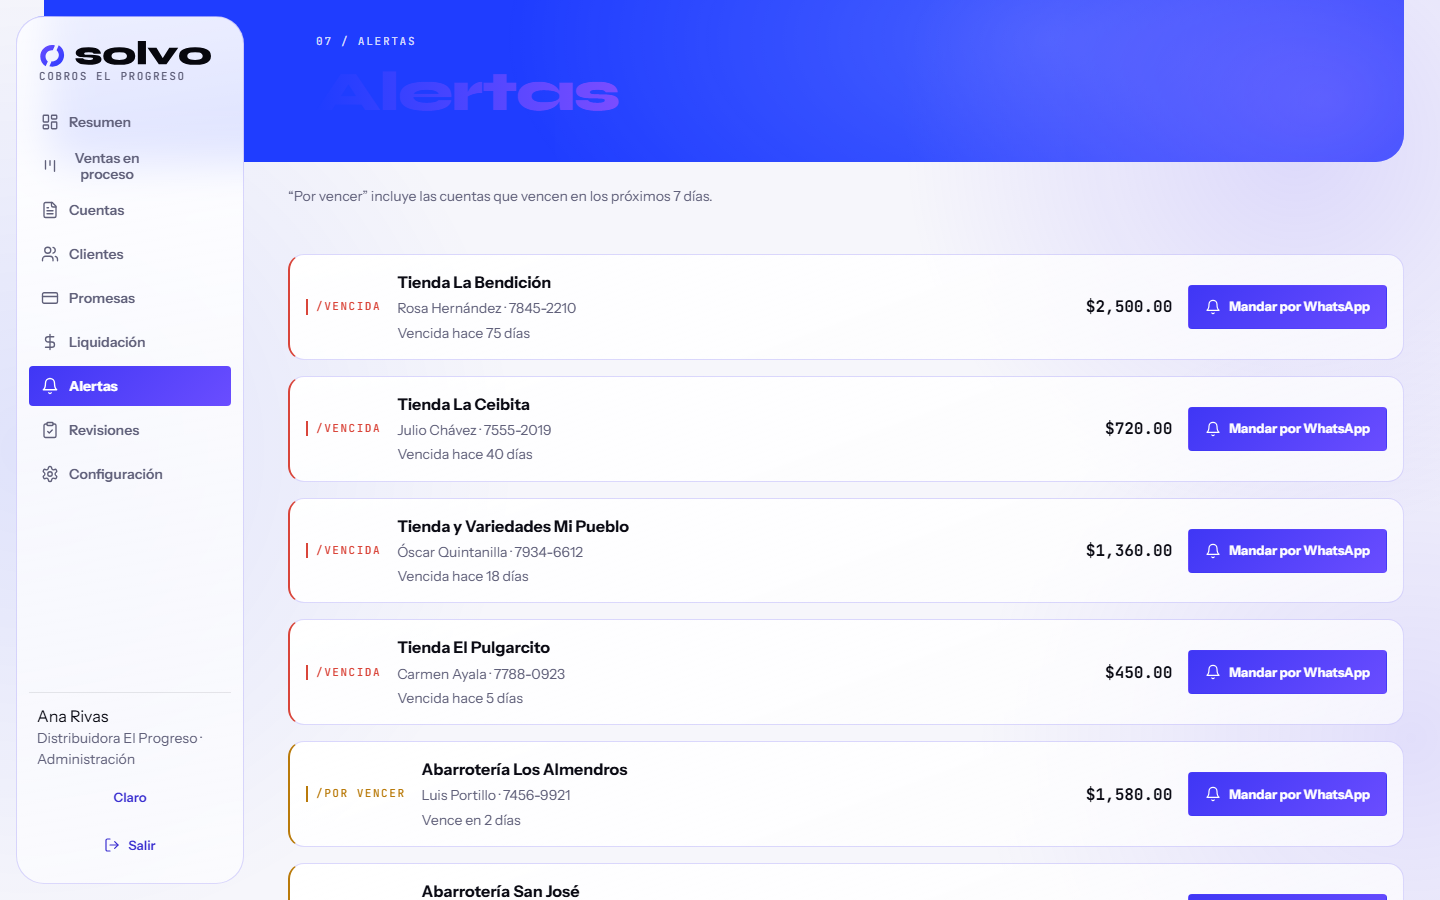 solvo
COBROS EL PROGRESO
Resumen
Ventas en
proceso
Cuentas
Clientes
Promesas
Liquidación
Alertas
Revisiones
Configuración
Ana Rivas
Distribuidora El Progreso ·
Administración
Claro
Salir
07 / ALERTAS
Alertas
“Por vencer” incluye las cuentas que vencen en los próximos 7 días.
/VENCIDA
Tienda La Bendición
Rosa Hernández · 7845-2210
Vencida hace 75 días
$2,500.00
Mandar por WhatsApp
/VENCIDA
Tienda La Ceibita
Julio Chávez · 7555-2019
Vencida hace 40 días
$720.00
Mandar por WhatsApp
/VENCIDA
Tienda y Variedades Mi Pueblo
Óscar Quintanilla · 7934-6612
Vencida hace 18 días
$1,360.00
Mandar por WhatsApp
/VENCIDA
Tienda El Pulgarcito
Carmen Ayala · 7788-0923
Vencida hace 5 días
$450.00
Mandar por WhatsApp
/POR VENCER
Abarrotería Los Almendros
Luis Portillo · 7456-9921
Vence en 2 días
$1,580.00
Mandar por WhatsApp
Abarrotería San José